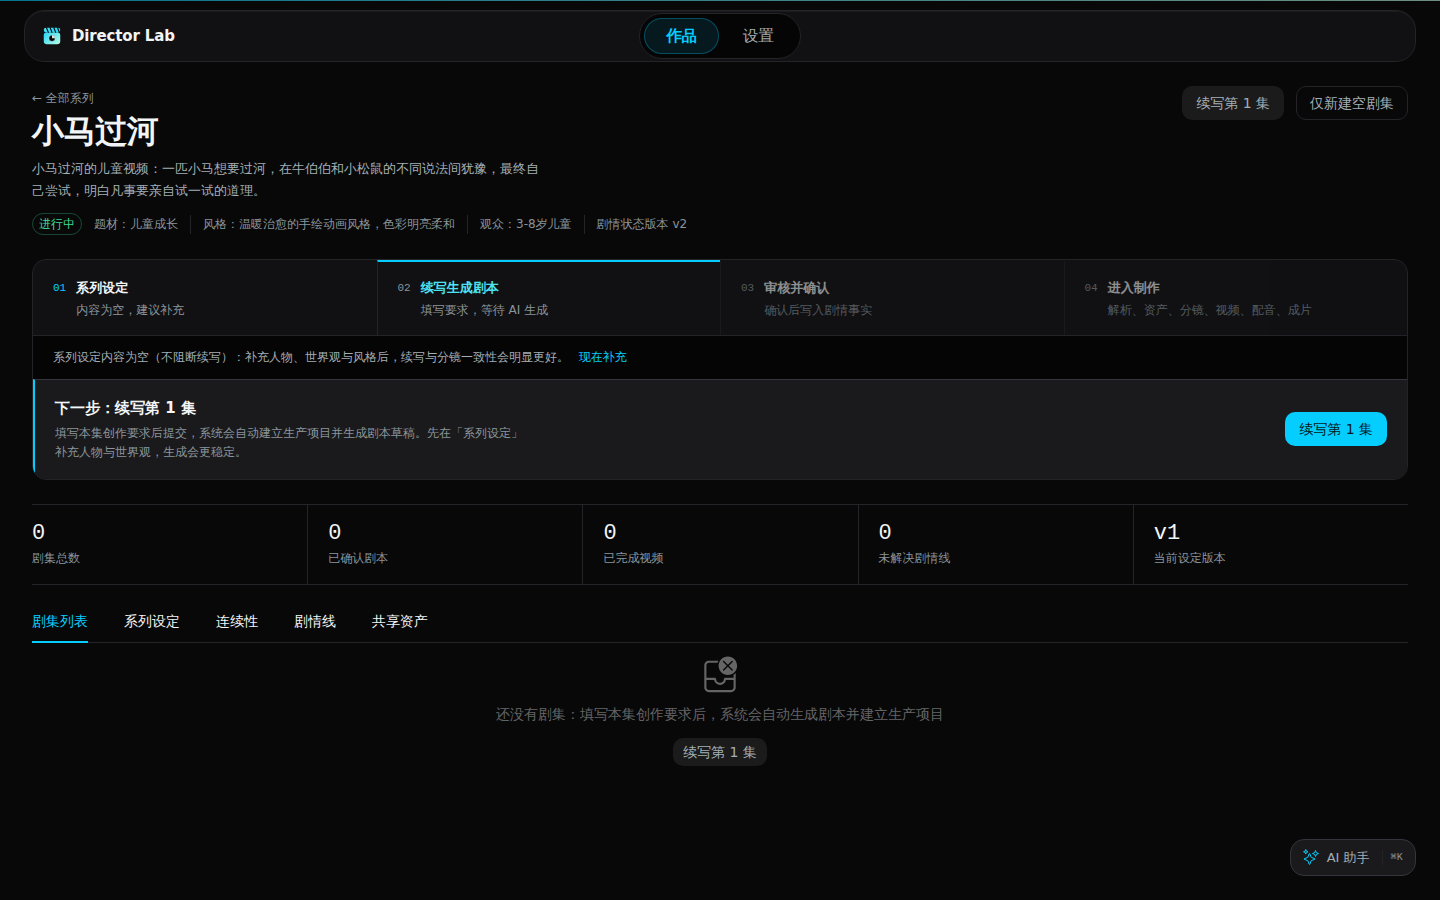 Director Lab
作品
设置
← 全部系列
续写第 1 集
仅新建空剧集
小马过河
小马过河的儿童视频：一匹小马想要过河，在牛伯伯和小松鼠的不同说法间犹豫，最终自
己尝试，明白凡事要亲自试一试的道理。
进行中
题材：儿童成长
风格：温暖治愈的手绘动画风格，色彩明亮柔和
观众：3-8岁儿童
剧情状态版本 v2
01 系列设定
内容为空，建议补充
02 续写生成剧本
填写要求，等待 AI 生成
03 审核并确认
确认后写入剧情事实
04 进入制作
解析、资产、分镜、视频、配音、成片
系列设定内容为空（不阻断续写）：补充人物、世界观与风格后，续写与分镜一致性会明显更好。 现在补充
下一步：续写第 1 集
填写本集创作要求后提交，系统会自动建立生产项目并生成剧本草稿。先在「系列设定」
补充人物与世界观，生成会更稳定。
续写第 1 集
0
剧集总数
0
已确认剧本
0
已完成视频
0
未解决剧情线
v1
当前设定版本
剧集列表
系列设定
连续性
剧情线
共享资产
还没有剧集：填写本集创作要求后，系统会自动生成剧本并建立生产项目
续写第 1 集
AI 助手 ⌘K